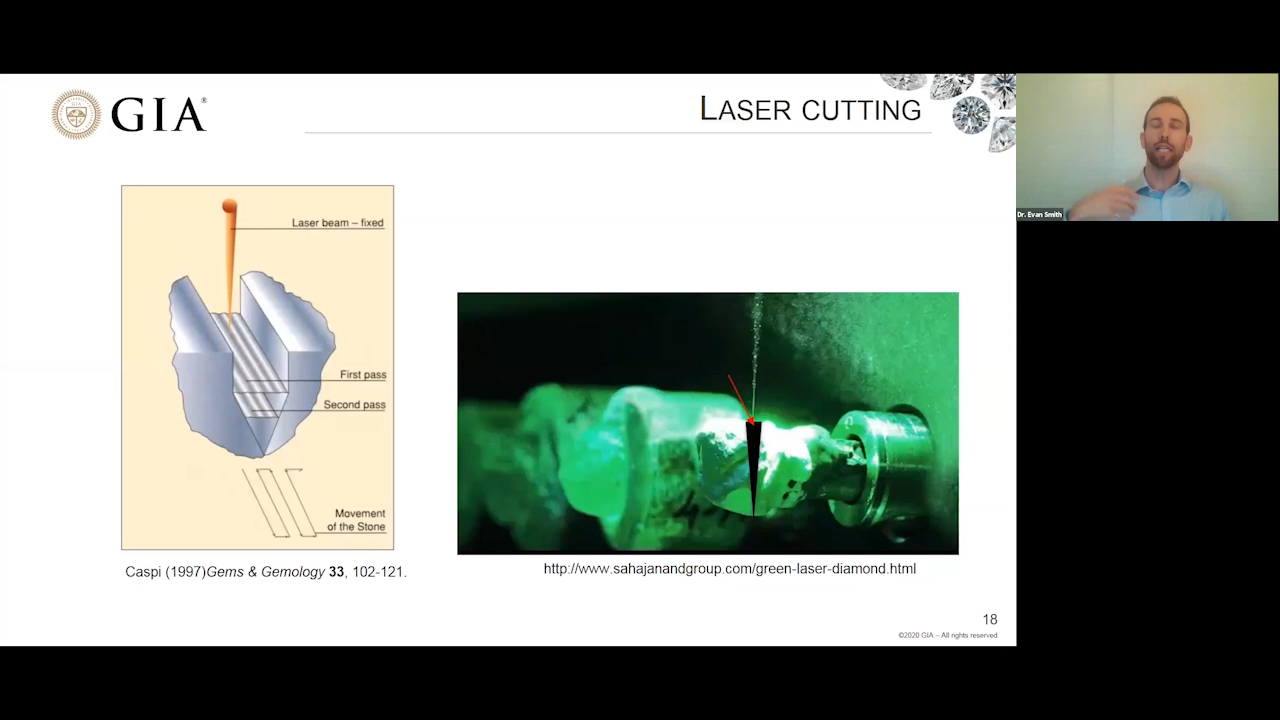 GIA®
LASER CUTTING
Laser beam – fixed
First pass
Second pass
Movement
of the Stone
Caspi (1997)Gems & Gemology 33, 102-121.
http://www.sahajanandgroup.com/green-laser-diamond.html
18
©2020 GIA – All rights reserved
Dr. Evan Smith